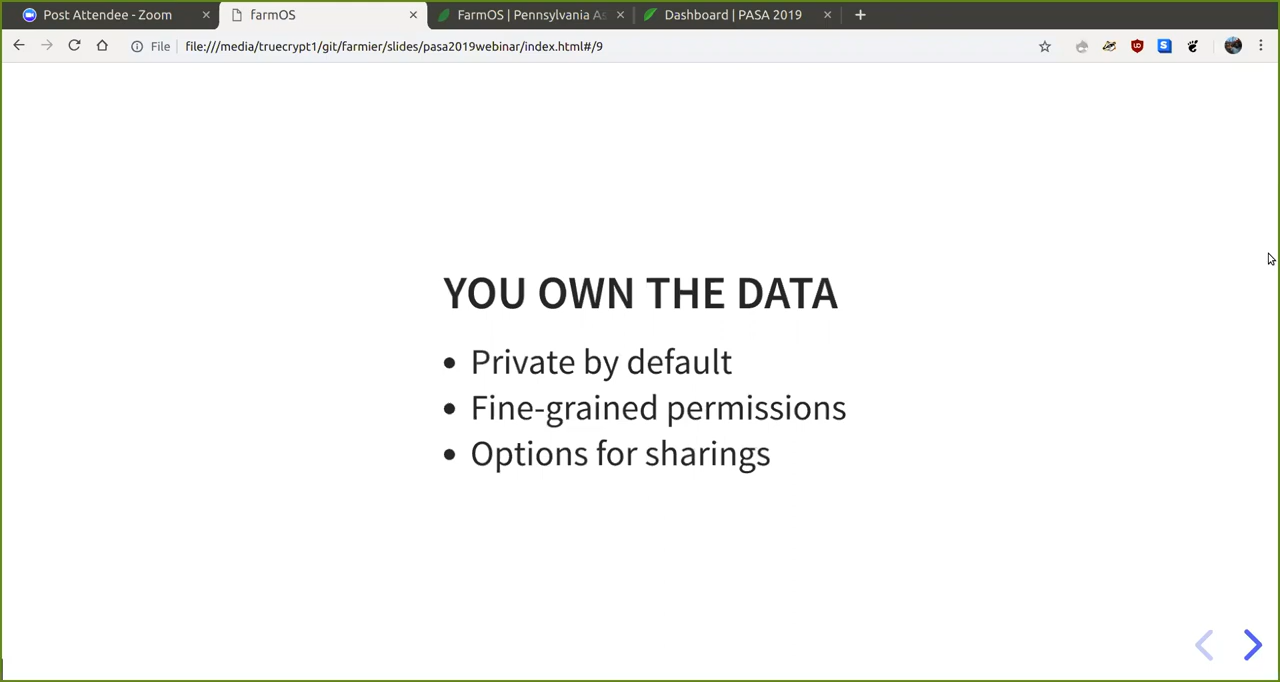 Post Attendee - Zoom
farmOS
FarmOS | Pennsylvania As
Dashboard | PASA 2019
File
file:///media/truecrypt1/git/farmier/slides/pasa2019webinar/index.html#/9
YOU OWN THE DATA
• Private by default
• Fine-grained permissions
• Options for sharings